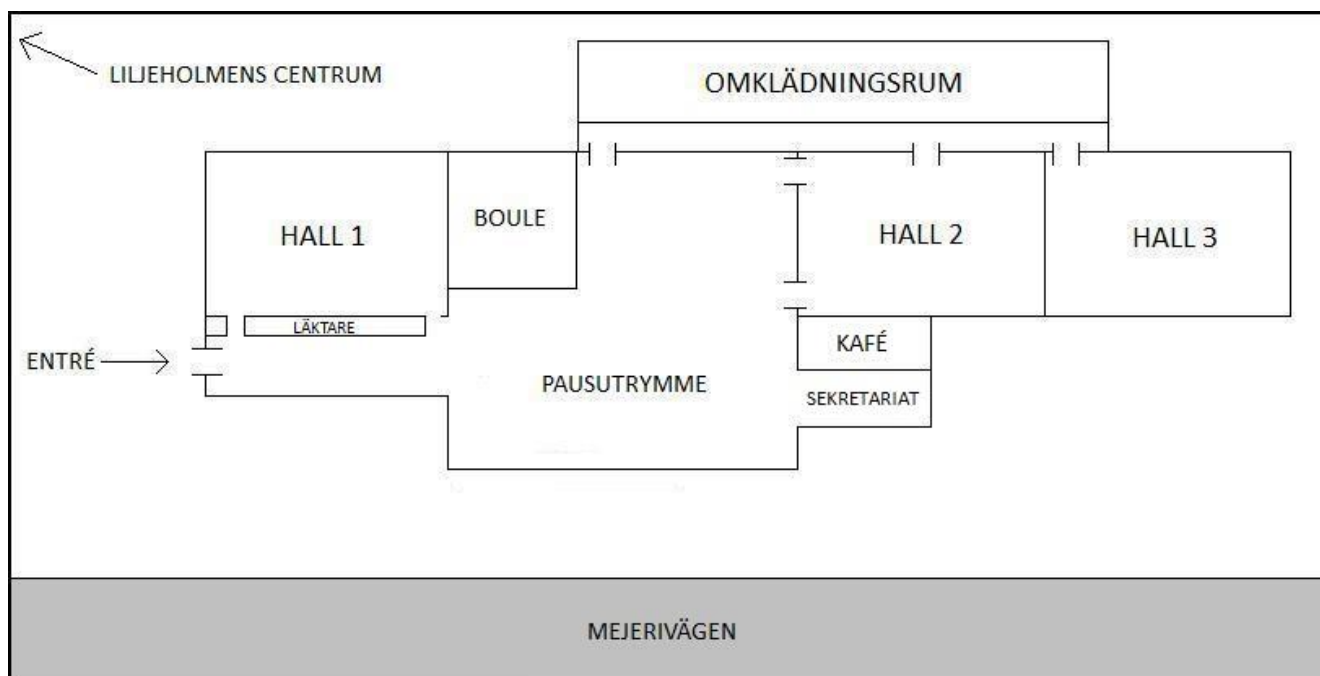 LILJEHOLMENS CENTRUM
OMKLÄDNINGSRUM
HALL 1
BOULE
HALL 2
HALL 3
LÄKTARE
ENTRÉ
KAFÉ
PAUSUTRYMME
SEKRETARIAT
MEJERIVÄGEN